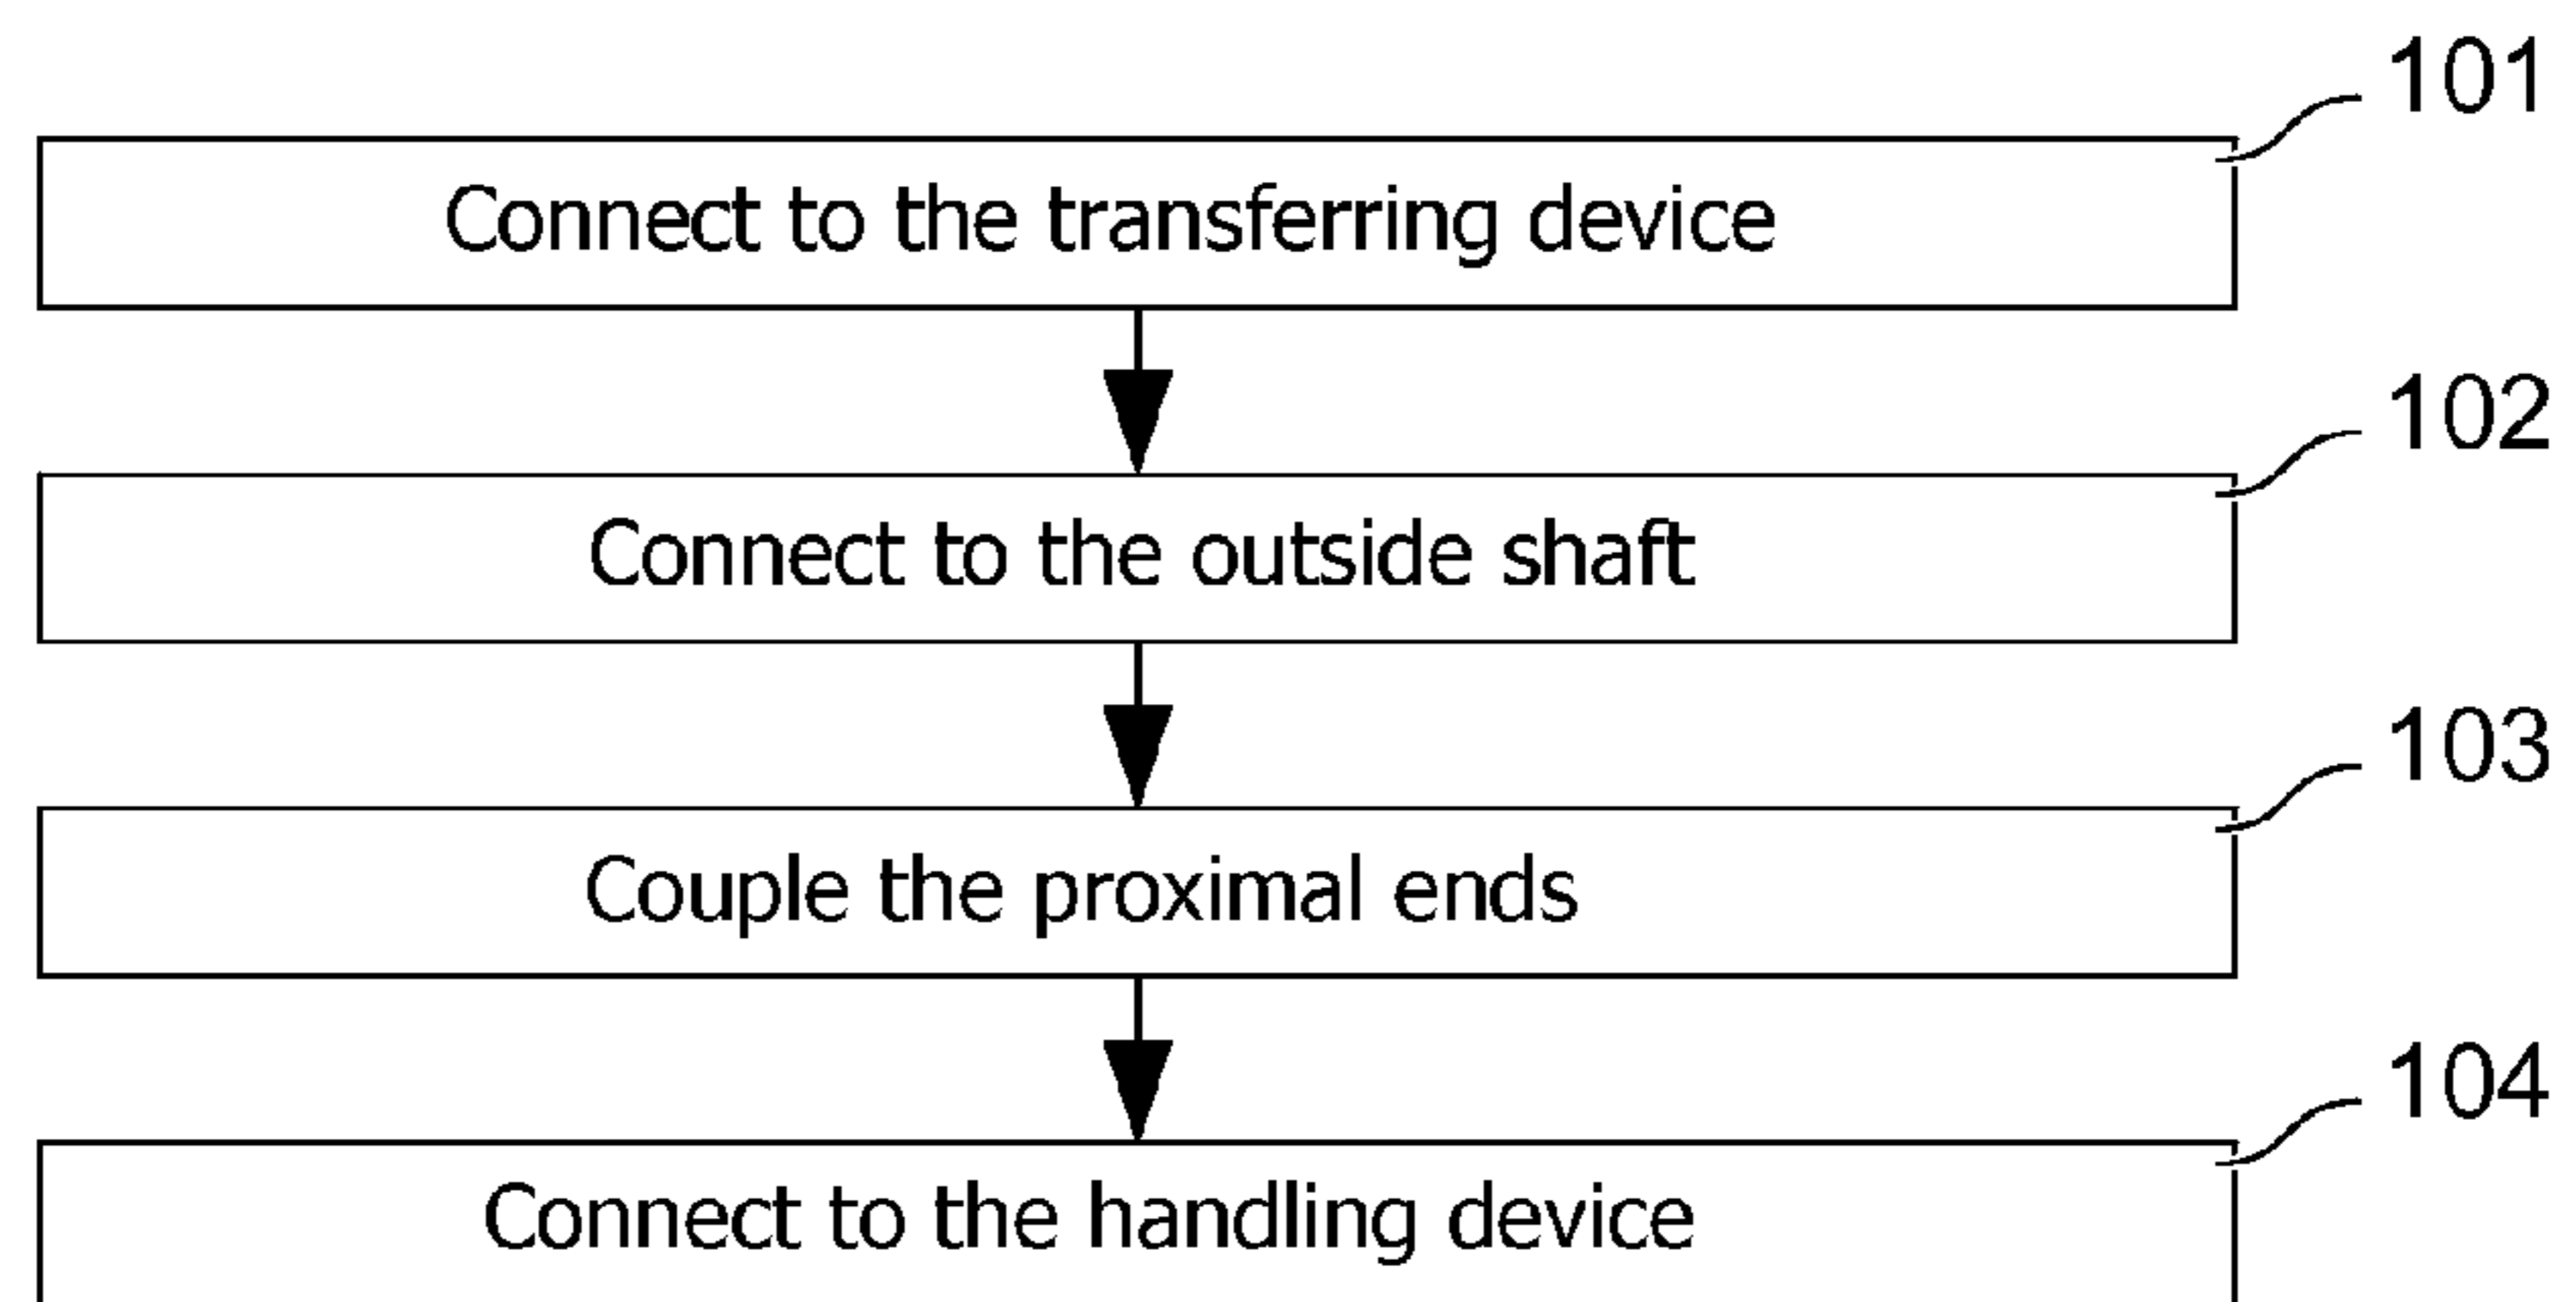 101
Connect to the transferring device
102
Connect to the outside shaft
103
Couple the proximal ends
104
Connect to the handling device